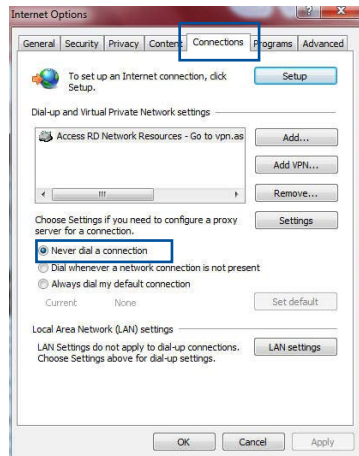 Internet Options
General Security Privacy Content Connections Programs Advanced
To set up an Internet connection, click
Setup.
Setup
Dial-up and Virtual Private Network settings
Access RD Network Resources - Go to vpn.as
Add...
Add VPN...
Remove...
Choose Settings if you need to configure a proxy
server for a connection.
Settings
Never dial a connection
Dial whenever a network connection is not present
Always dial my default connection
Current None
Set default
Local Area Network (LAN) settings
LAN Settings do not apply to dial-up connections.
Choose Settings above for dial-up settings.
LAN settings
OK Cancel Apply